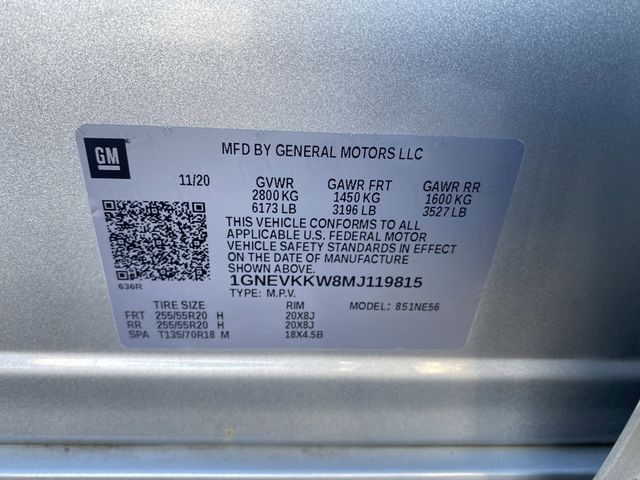 GM
MFD BY GENERAL MOTORS LLC
11/20 GVWR GAWR FRT GAWR RR
2800 KG 1450 KG 1600 KG
6173 LB 3196 LB 3527 LB
THIS VEHICLE CONFORMS TO ALL
APPLICABLE U.S. FEDERAL MOTOR
VEHICLE SAFETY STANDARDS IN EFFECT
ON THE DATE OF MANUFACTURE
SHOWN ABOVE.
636R
1GNEVKKW8MJ119815
TYPE: M.P.V. MODEL: 851NE56
TIRE SIZE RIM
FRT 255/55R20 H 20X8J
RR 255/55R20 H 20X8J
SPA T135/70R18 M 18X4.5B